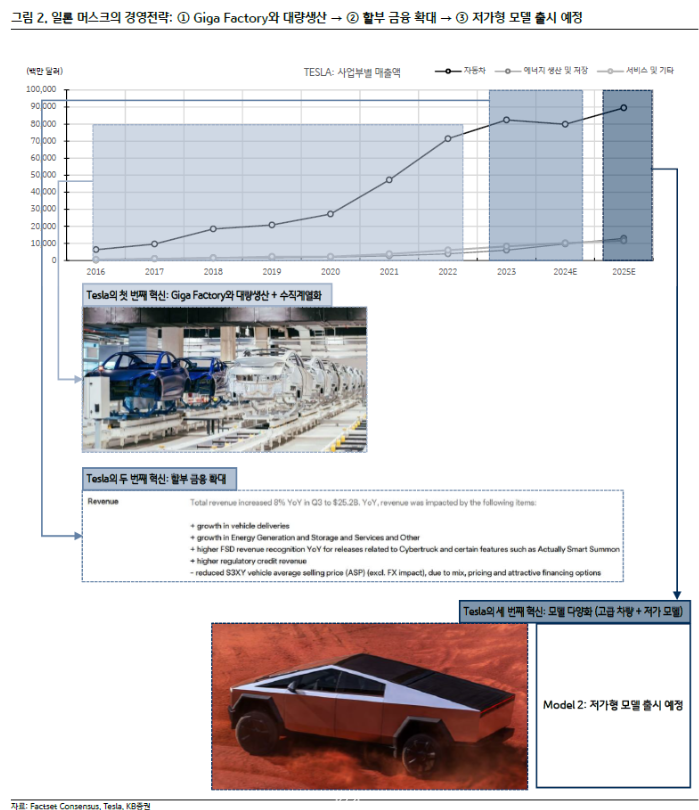 그림 2. 일론 머스크의 경영전략: ① Giga Factory와 대량생산 → ② 할부 금융 확대 → ③ 저가형 모델 출시 예정
(백만 달러)
TESLA: 사업부별 매출액
자동차
에너지 생산 및 저장
서비스 및 기타
100,000
90,000
80,000
70,000
60,000
50,000
40,000
30,000
20,000
10,000
0
2016 2017 2018 2019 2020 2021 2022 2023 2024E 2025E
Tesla의 첫 번째 혁신: Giga Factory와 대량생산 + 수직계열화
Tesla의 두 번째 혁신: 할부 금융 확대
Revenue
Total revenue increased 8% YoY in Q3 to $25.2B. YoY, revenue was impacted by the following items:
+ growth in vehicle deliveries
+ growth in Energy Generation and Storage and Services and Other
+ higher FSD revenue recognition YoY for releases related to Cybertruck and certain features such as Actually Smart Summon
+ higher regulatory credit revenue
- reduced S3XY vehicle average selling price (ASP) (excl. FX impact), due to mix, pricing and attractive financing options
Tesla의 세 번째 혁신: 모델 다양화 (고급 차량 + 저가 모델)
Model 2: 저가형 모델 출시 예정
자료: Factset Consensus, Tesla, KB증권